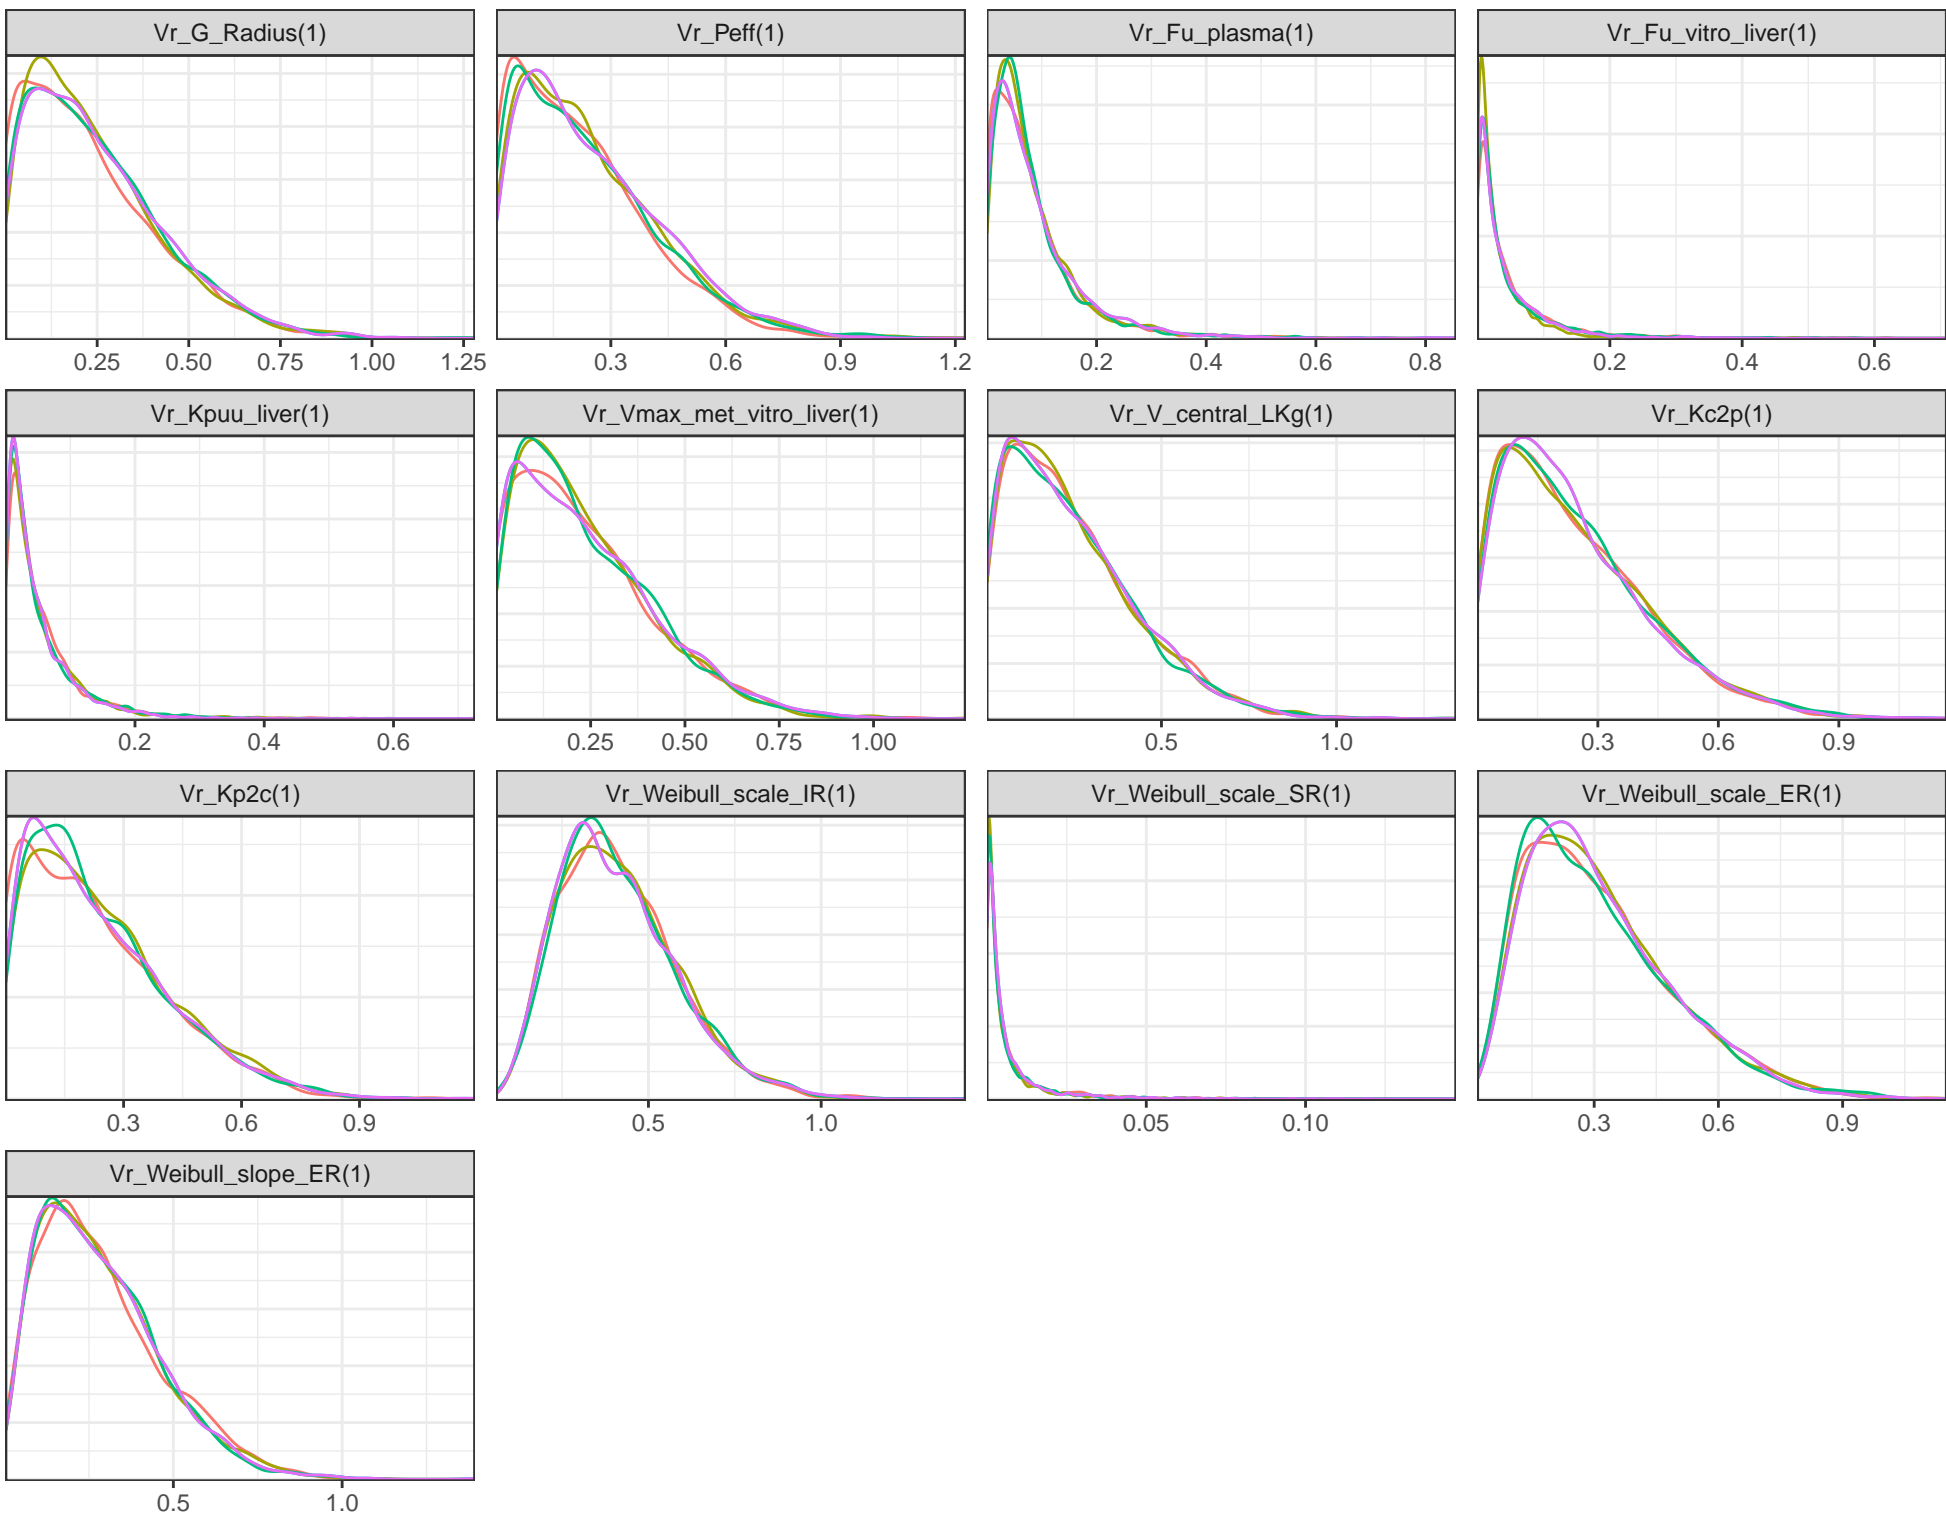 Vr_G_Radius(1) Vr_Peff(1) Vr_Fu_plasma(1) Vr_Fu_vitro_liver(1)
0.25 0.50 0.75 1.00 1.25 0.3 0.6 0.9 1.2 0.2 0.4 0.6 0.8 0.2 0.4 0.6
Vr_Kpuu_liver(1) Vr_Vmax_met_vitro_liver(1) Vr_V_central_LKg(1) Vr_Kc2p(1)
0.2 0.4 0.6 0.25 0.50 0.75 1.00 0.5 1.0 0.3 0.6 0.9
Vr_Kp2c(1) Vr_Weibull_scale_IR(1) Vr_Weibull_scale_SR(1) Vr_Weibull_scale_ER(1)
0.3 0.6 0.9 0.5 1.0 0.05 0.10 0.3 0.6 0.9
Vr_Weibull_slope_ER(1)
0.5 1.0